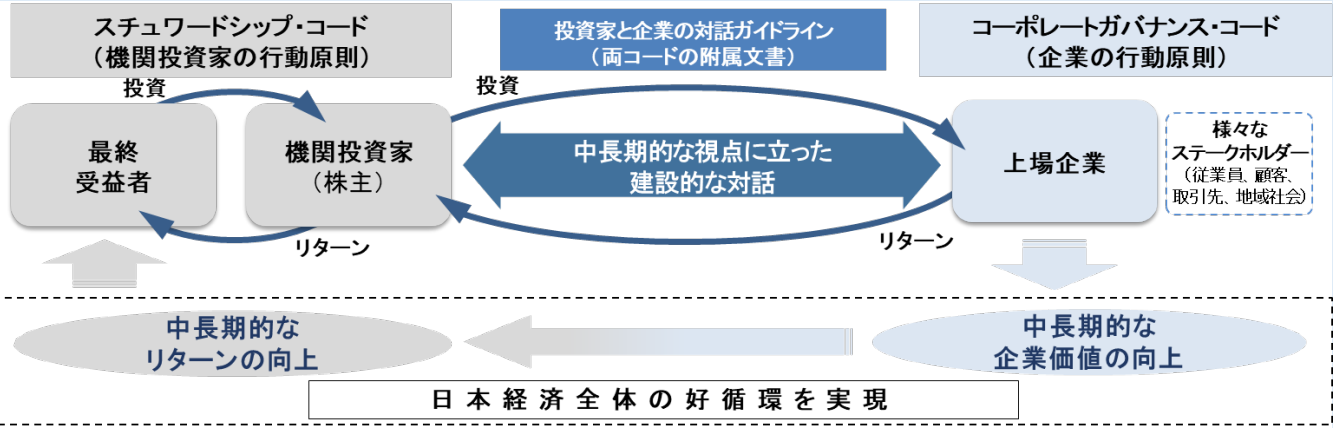 スチュワードシップ・コード
（機関投資家の行動原則）
投資家と企業の対話ガイドライン
（両コードの附属文書）
コーポレートガバナンス・コード
（企業の行動原則）
投資
投資
最終
受益者
機関投資家
（株主）
中長期的な視点に立った
建設的な対話
上場企業
様々な
ステークホルダー
（従業員、顧客、
取引先、地域社会）
リターン
リターン
中長期的な
リターンの向上
中長期的な
企業価値の向上
日本経済全体の好循環を実現